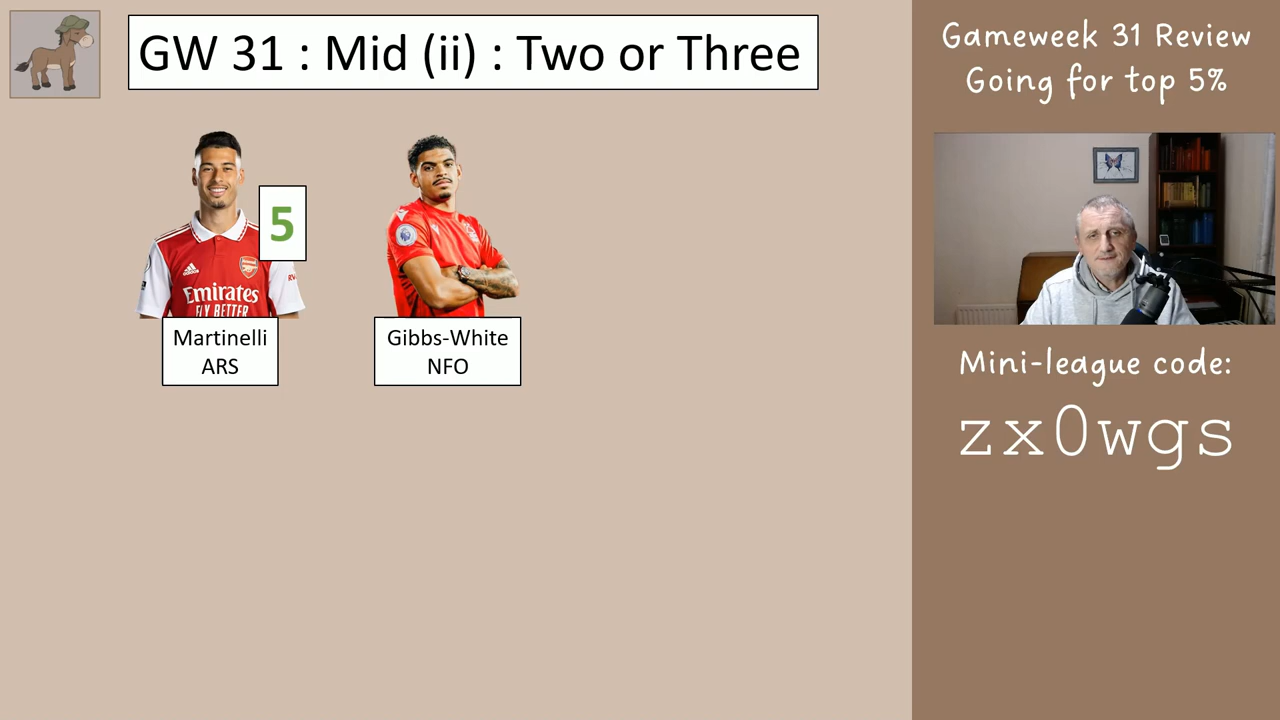 GW 31 : Mid (ii) : Two or Three
5
Emirates
FLY BETTER
Martinelli
ARS
Gibbs-White
NFO
Gameweek 31 Review
Going for top 5%
Mini-league code:
zx0wgs